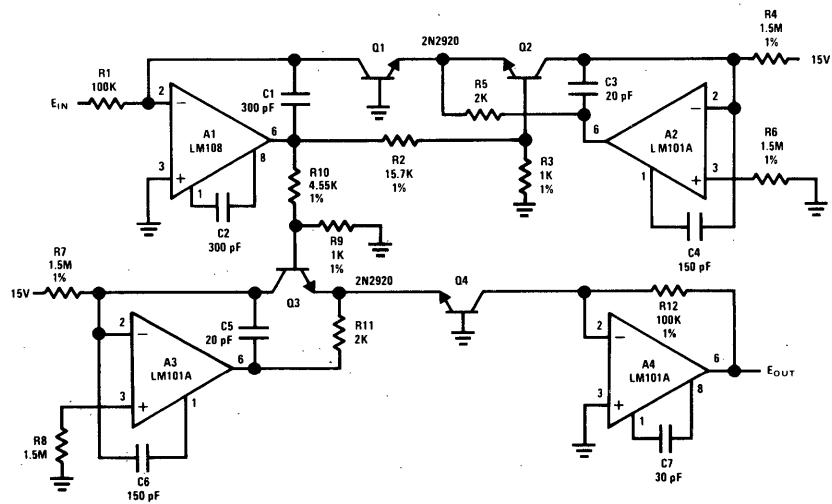 R1
100K
E_IN
2
3
A1
LM108
6
8
1
C2
300 pF
C1
300 pF
Q1
2N2920
Q2
R5
2K
C3
20 pF
R4
1.5M
1%
15V
2
6
A2
LM101A
3
1
R6
1.5M
1%
C4
150 pF
R2
15.7K
1%
R3
1K
1%
R10
4.55K
1%
R9
1K
1%
R7
1.5M
1%
15V
Q3
2N2920
Q4
2
C5
20 pF
R11
2K
A3
LM101A
6
3
1
R8
1.5M
C6
150 pF
R12
100K
1%
2
A4
LM101A
6
8
E_OUT
3
1
C7
30 pF